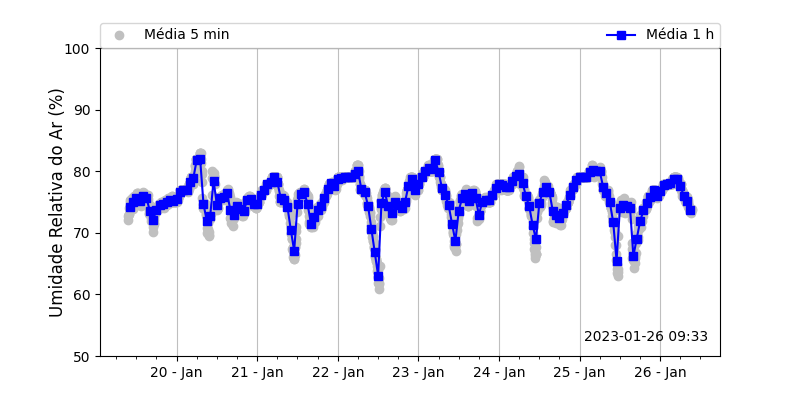 Média 5 min
Média 1 h
Umidade Relativa do Ar (%)
100
90
80
70
60
50
2023-01-26 09:33
20 - Jan
21 - Jan
22 - Jan
23 - Jan
24 - Jan
25 - Jan
26 - Jan